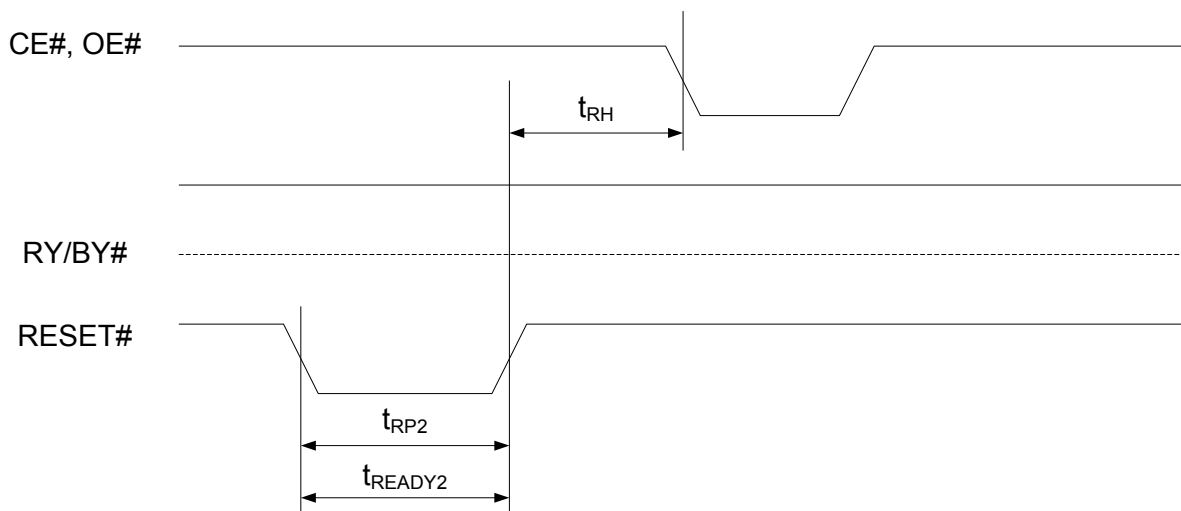 CE#, OE#
tRH
RY/BY#
RESET#
tRP2
tREADY2